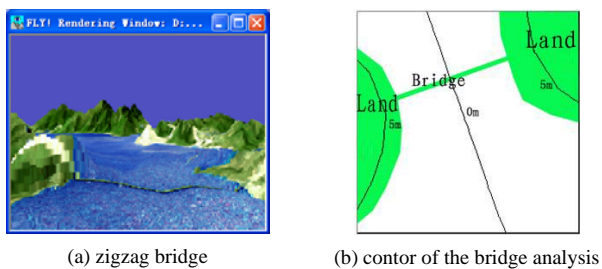 FLY! Rendering Window: D:...
Land
Bridge
5m
Land
0m
5m
(a) zigzag bridge
(b) contor of the bridge analysis